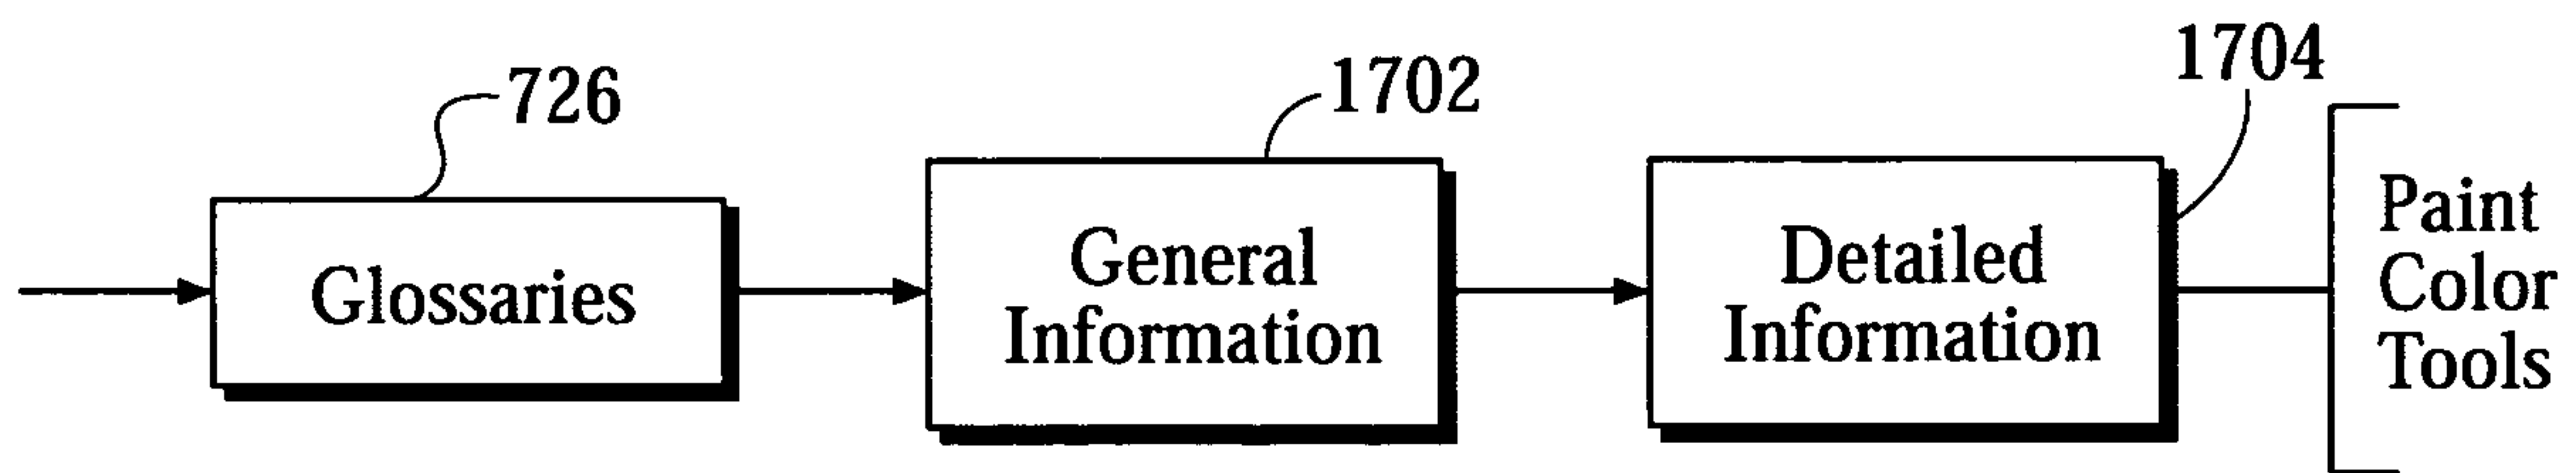 726
1702
1704
Glossaries
General
Information
Detailed
Information
Paint
Color
Tools